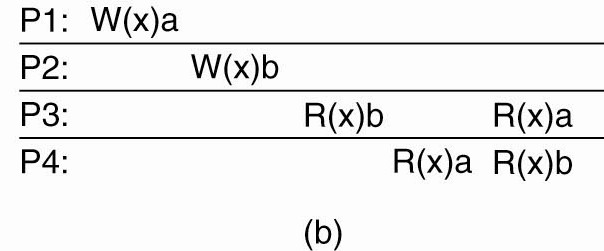 P1: W(x)a
P2: W(x)b
P3: R(x)b R(x)a
P4: R(x)a R(x)b
(b)